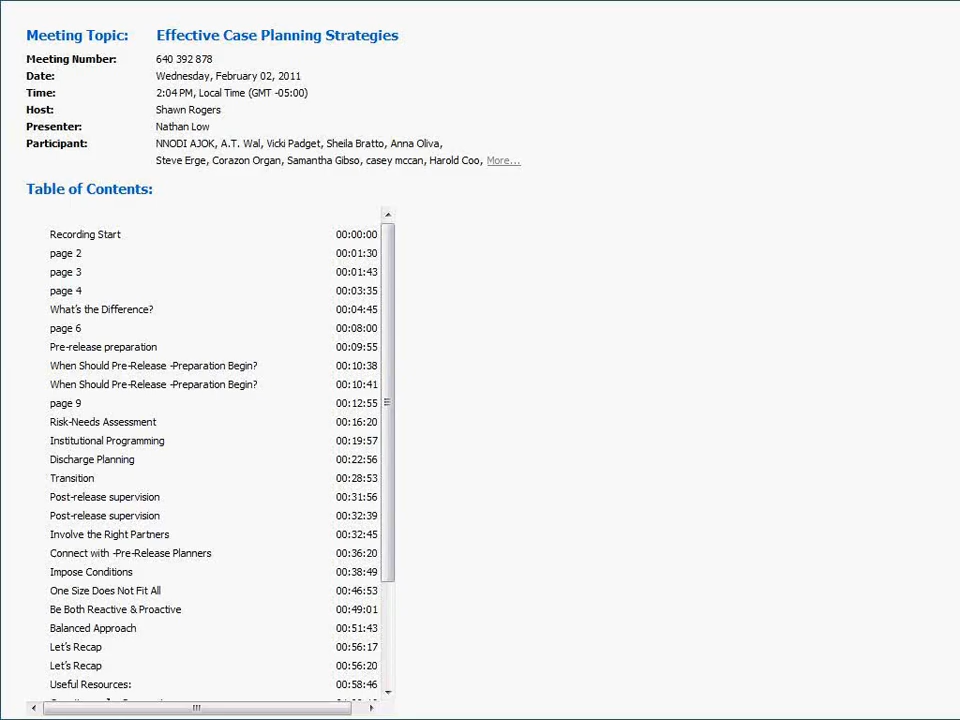 Meeting Topic: Effective Case Planning Strategies
Meeting Number: 640 392 878
Date: Wednesday, February 02, 2011
Time: 2:04 PM, Local Time (GMT -05:00)
Host: Shawn Rogers
Presenter: Nathan Low
Participant: NNODI AJOK, A.T. Wal, Vicki Padget, Sheila Bratto, Anna Oliva,
Steve Erge, Corazon Organ, Samantha Gibso, casey mccan, Harold Coo, More...
Table of Contents:
Recording Start 00:00:00
page 2 00:01:30
page 3 00:01:43
page 4 00:03:35
What's the Difference? 00:04:45
page 6 00:08:00
Pre-release preparation 00:09:55
When Should Pre-Release -Preparation Begin? 00:10:38
When Should Pre-Release -Preparation Begin? 00:10:41
page 9 00:12:55
Risk-Needs Assessment 00:16:20
Institutional Programming 00:19:57
Discharge Planning 00:22:56
Transition 00:28:53
Post-release supervision 00:31:56
Post-release supervision 00:32:39
Involve the Right Partners 00:32:45
Connect with -Pre-Release Planners 00:36:20
Impose Conditions 00:38:49
One Size Does Not Fit All 00:46:53
Be Both Reactive & Proactive 00:49:01
Balanced Approach 00:51:43
Let's Recap 00:56:17
Let's Recap 00:56:20
Useful Resources: 00:58:46